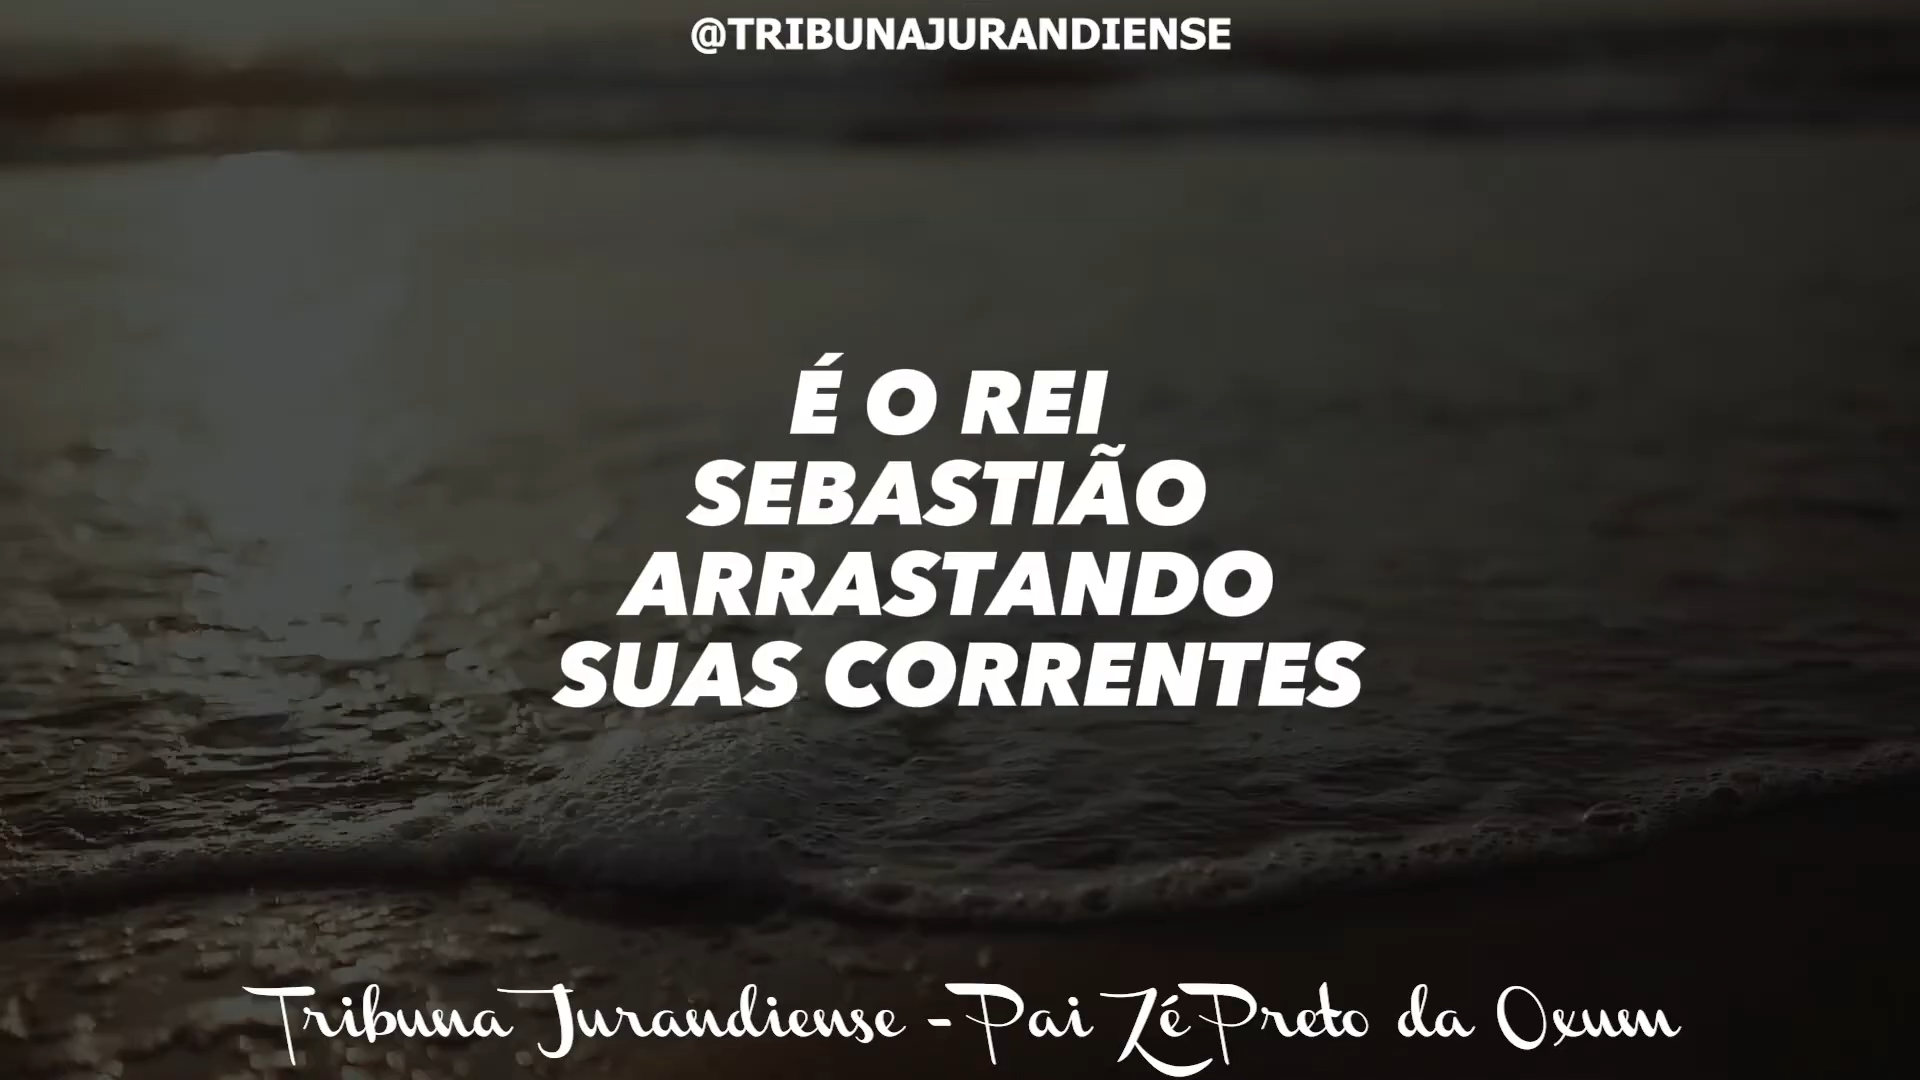 @TRIBUNAJURANDIENSE
É O REI
SEBASTIÃO
ARRASTANDO
SUAS CORRENTES
Tribuna Jurandiense - Pai Zé Preto da Oxum